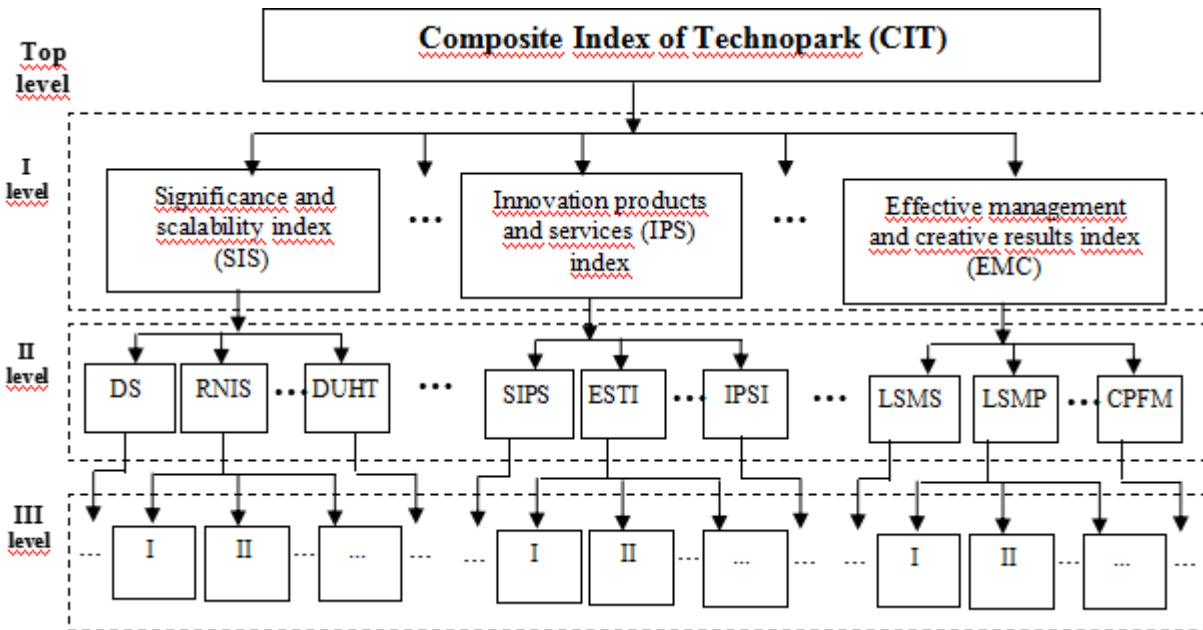 Composite Index of Technopark (CIT)
Top
level
I
level
Significance and
scalability index
(SIS)
...
Innovation products
and services (IPS)
index
...
Effective management
and creative results index
(EMC)
II
level
DS
RNIS
...
DUHT
...
SIPS
ESTI
...
IPSI
...
LSMS
LSMP
...
CPFM
III
level
...
I
II
...
...
...
...
I
II
...
...
...
...
I
II
...
...
...